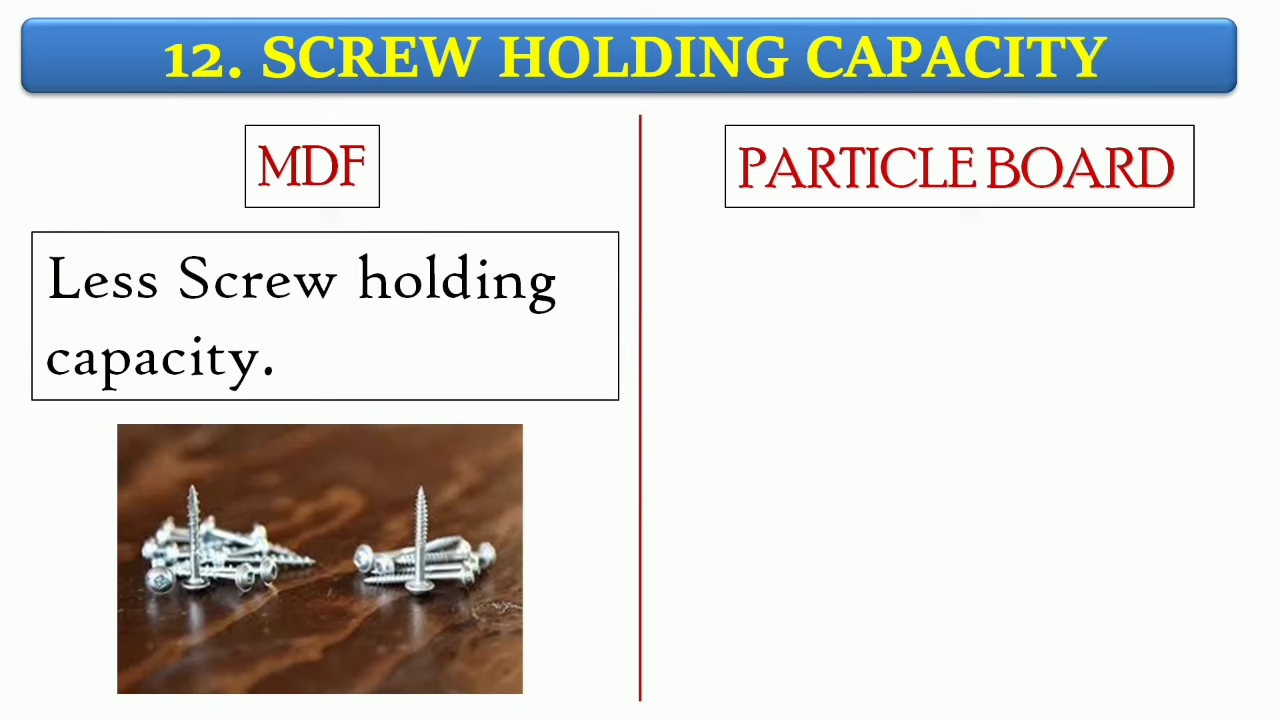 12. SCREW HOLDING CAPACITY
MDF
PARTICLE BOARD
Less Screw holding
capacity.